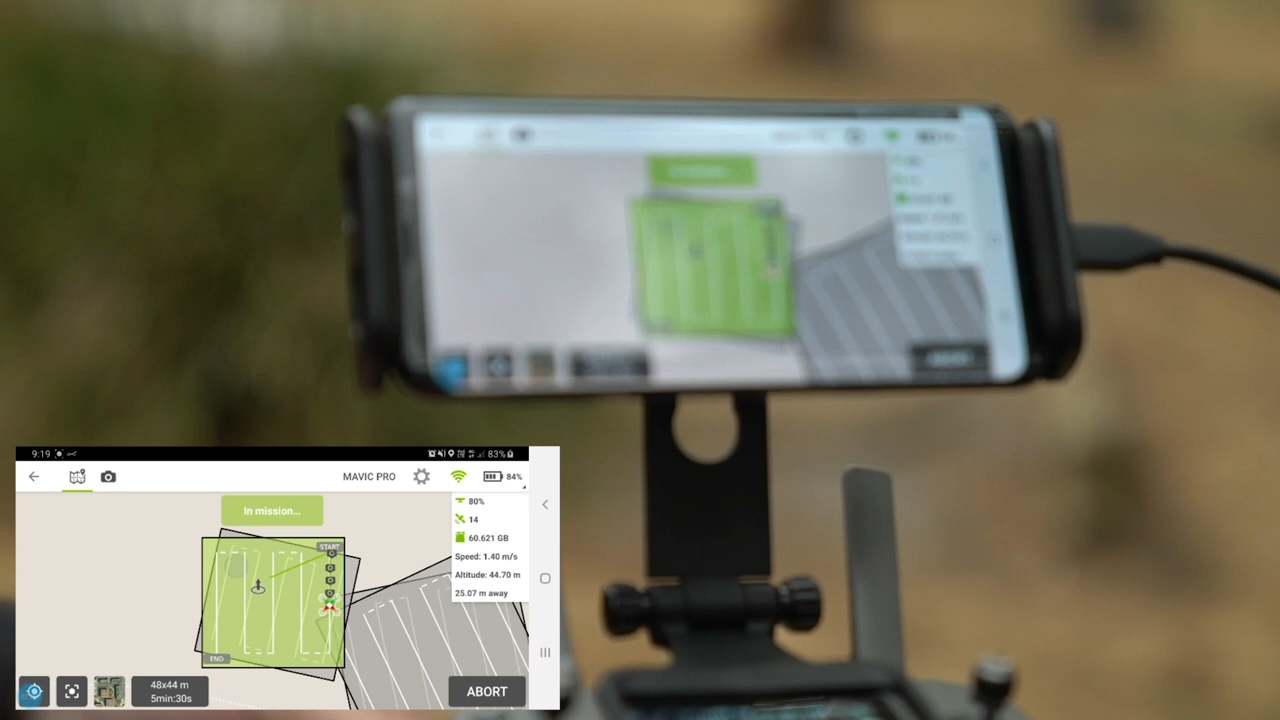 9:19 83%
MAVIC PRO 84%
In mission...
80%
14
60.621 GB
Speed: 1.40 m/s
Altitude: 44.70 m
25.07 m away
START
END
48x44 m
5min:30s
ABORT